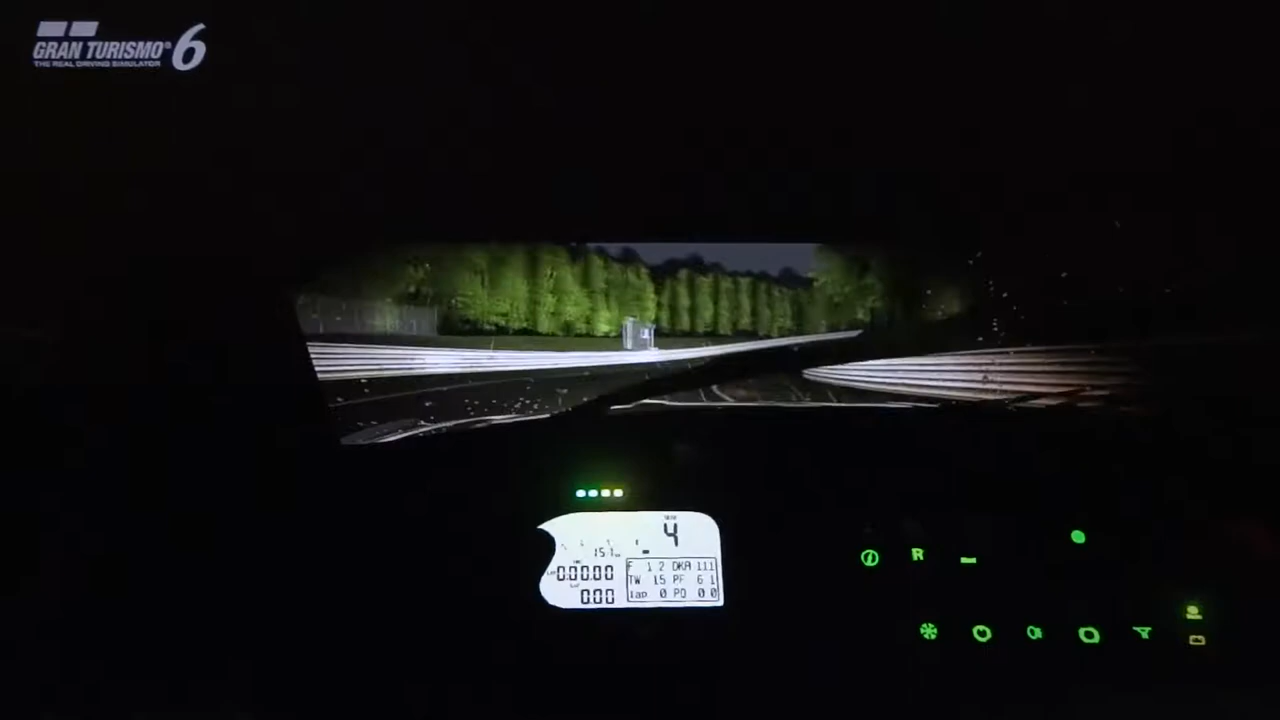 GRAN TURISMO 6
THE REAL DRIVING SIMULATOR
4
151
0:00.00
F 1 2 DKA 111
TW 15 PF 6 1
lap 0 PQ 0 0
0.00
R